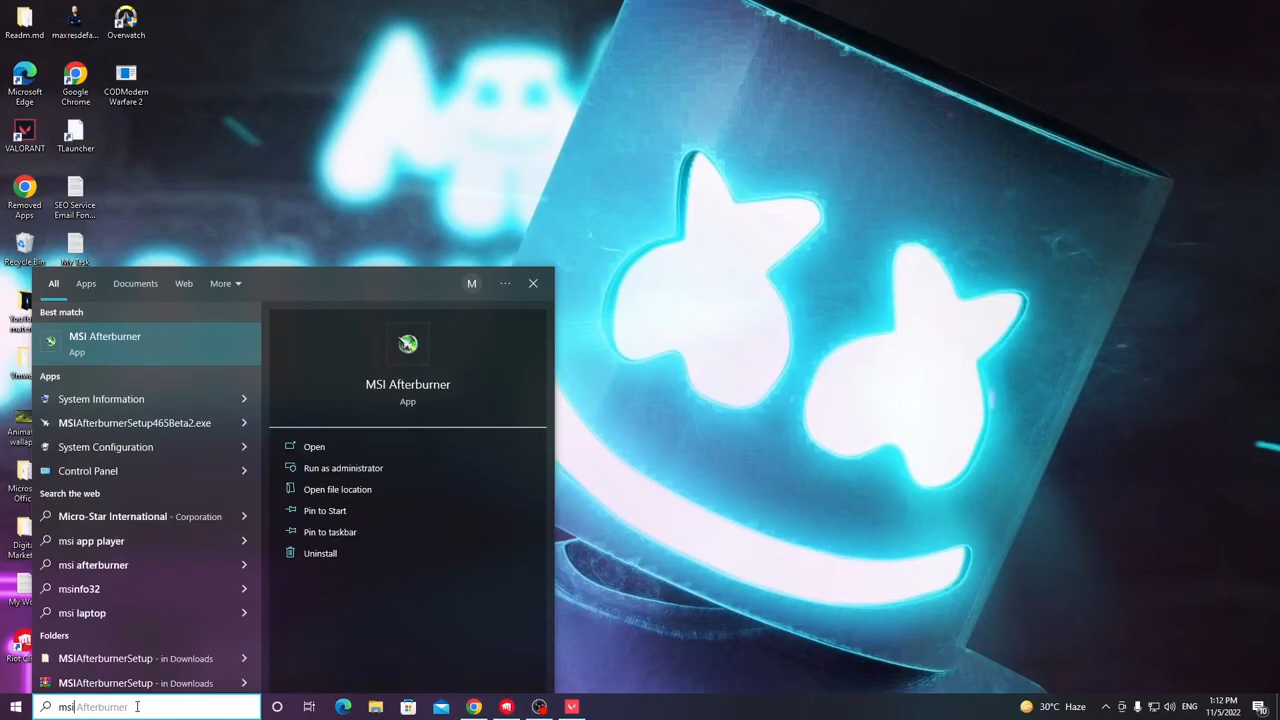 Readm.md
maxresdefa...
Overwatch
Microsoft
Edge
Google
Chrome
CODModern
Warfare 2
VALORANT
TLauncher
Removed
Apps
SEO Service
Email Fon...
Recycle Bin
My Task
All
Apps
Documents
Web
More
M
Best match
MSI Afterburner
App
Apps
System Information
MSIAfterburnerSetup465Beta2.exe
System Configuration
Control Panel
Search the web
Micro-Star International - Corporation
msi app player
msi afterburner
msinfo32
msi laptop
Folders
MSIAfterburnerSetup - in Downloads
MSIAfterburnerSetup - in Downloads
MSI Afterburner
App
Open
Run as administrator
Open file location
Pin to Start
Pin to taskbar
Uninstall
msi Afterburner
30°C Haze
ENG
1:12 PM
11/5/2022